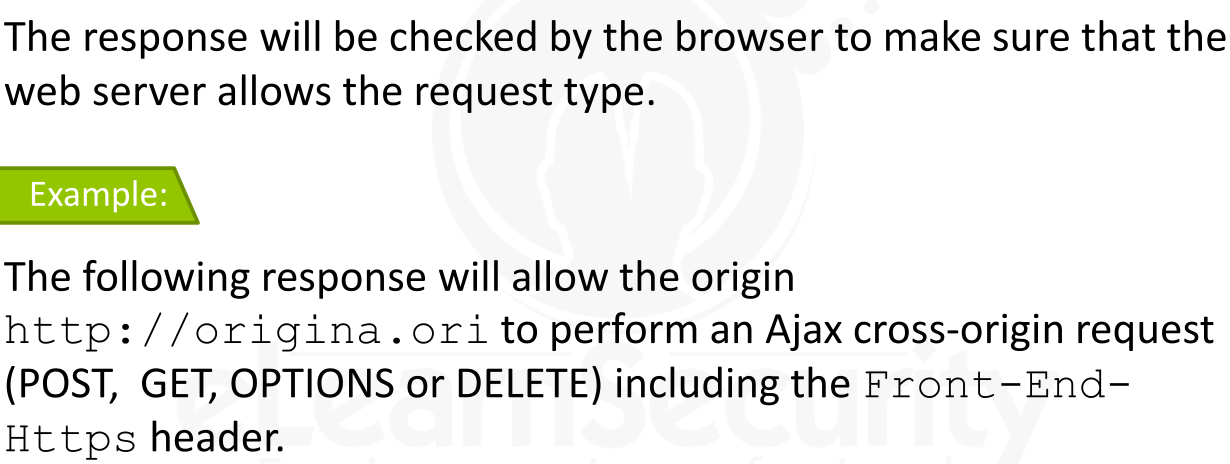 The response will be checked by the browser to make sure that the
web server allows the request type.
Example:
The following response will allow the origin
http://origina.ori to perform an Ajax cross-origin request
(POST,  GET, OPTIONS or DELETE) including the Front-End-
Https header.
eLearnSecurity